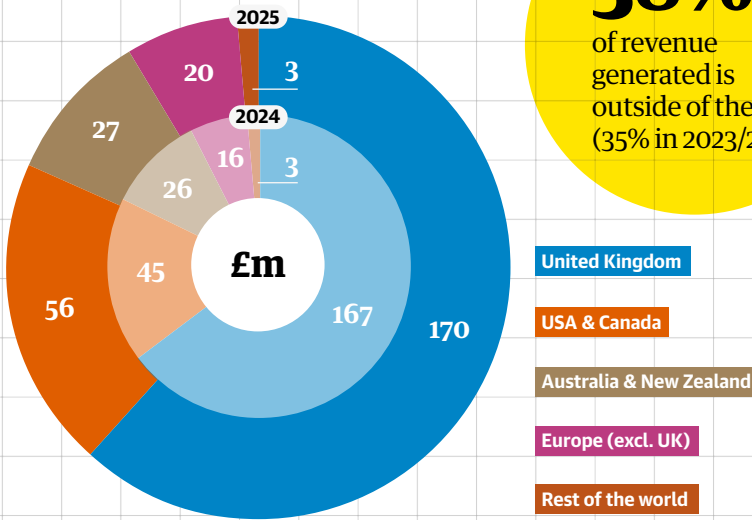 2025
3
20
27
2024
3
16
26
45
£m
167
56
170
of revenue
generated is
outside of the
(35% in 2023/2
United Kingdom
USA & Canada
Australia & New Zealand
Europe (excl. UK)
Rest of the world